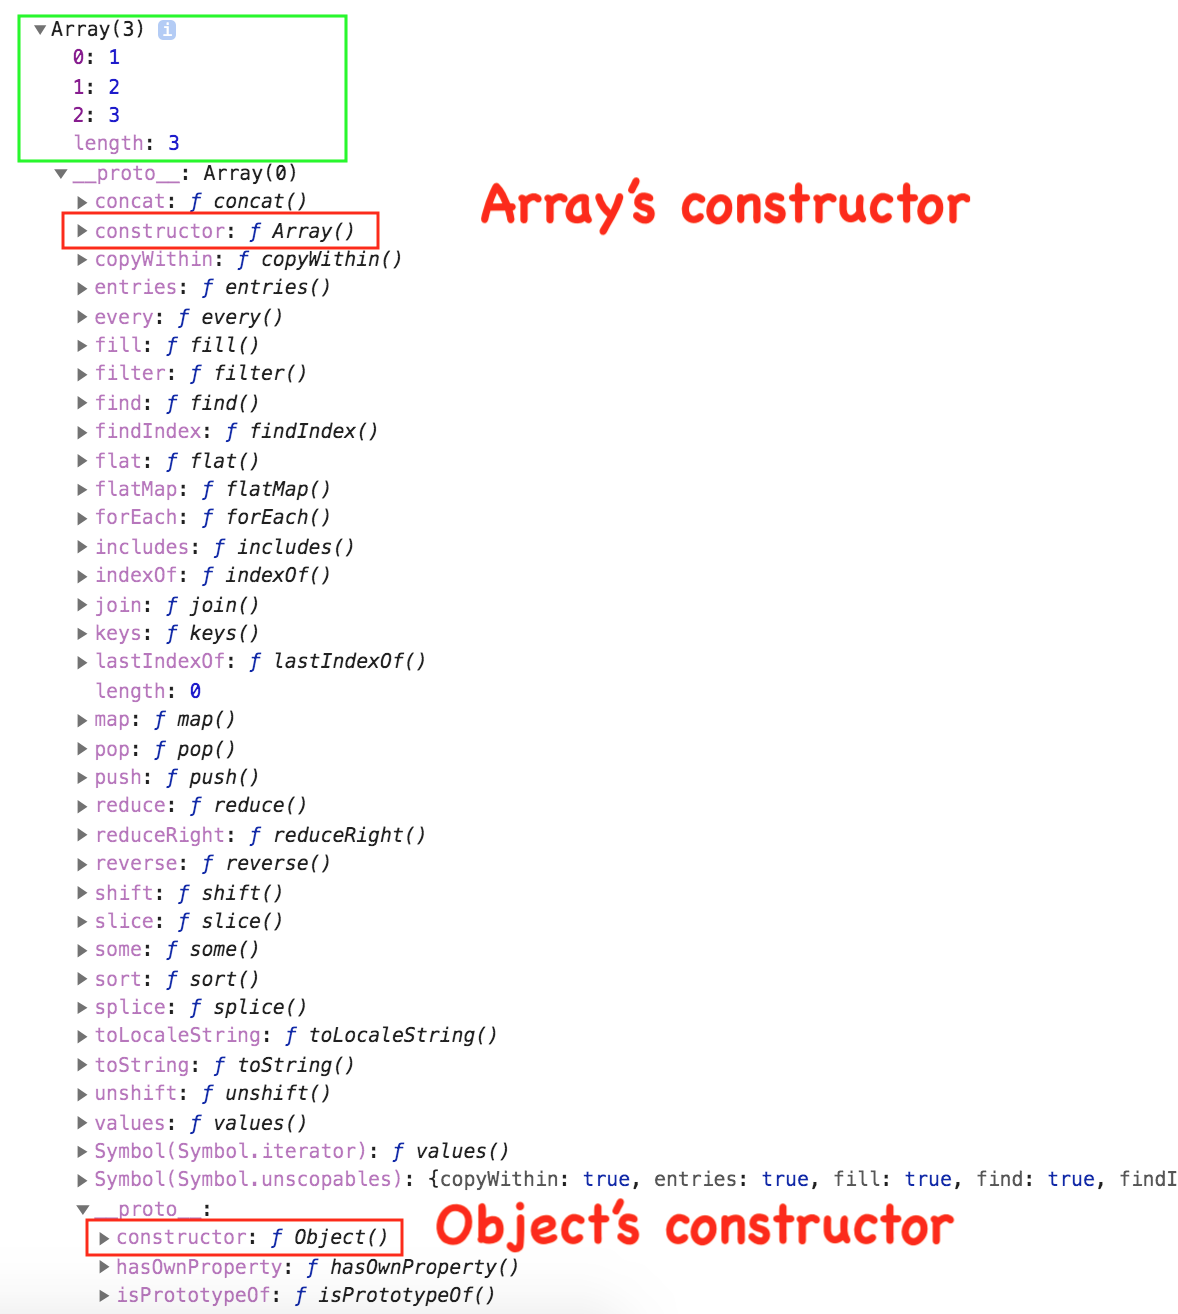 ▼Array(3) i
0: 1
1: 2
2: 3
length: 3
▼__proto__: Array(0)
▶concat: ƒ concat()
Array's constructor
▶constructor: ƒ Array()
▶copyWithin: ƒ copyWithin()
▶entries: ƒ entries()
▶every: ƒ every()
▶fill: ƒ fill()
▶filter: ƒ filter()
▶find: ƒ find()
▶findIndex: ƒ findIndex()
▶flat: ƒ flat()
▶flatMap: ƒ flatMap()
▶forEach: ƒ forEach()
▶includes: ƒ includes()
▶indexOf: ƒ indexOf()
▶join: ƒ join()
▶keys: ƒ keys()
▶lastIndexOf: ƒ lastIndexOf()
length: 0
▶map: ƒ map()
▶pop: ƒ pop()
▶push: ƒ push()
▶reduce: ƒ reduce()
▶reduceRight: ƒ reduceRight()
▶reverse: ƒ reverse()
▶shift: ƒ shift()
▶slice: ƒ slice()
▶some: ƒ some()
▶sort: ƒ sort()
▶splice: ƒ splice()
▶toLocaleString: ƒ toLocaleString()
▶toString: ƒ toString()
▶unshift: ƒ unshift()
▶values: ƒ values()
▶Symbol(Symbol.iterator): ƒ values()
▶Symbol(Symbol.unscopables): {copyWithin: true, entries: true, fill: true, find: true, findI
▼__proto__:
Object's constructor
▶constructor: ƒ Object()
▶hasOwnProperty: ƒ hasOwnProperty()
▶isPrototypeOf: ƒ isPrototypeOf()